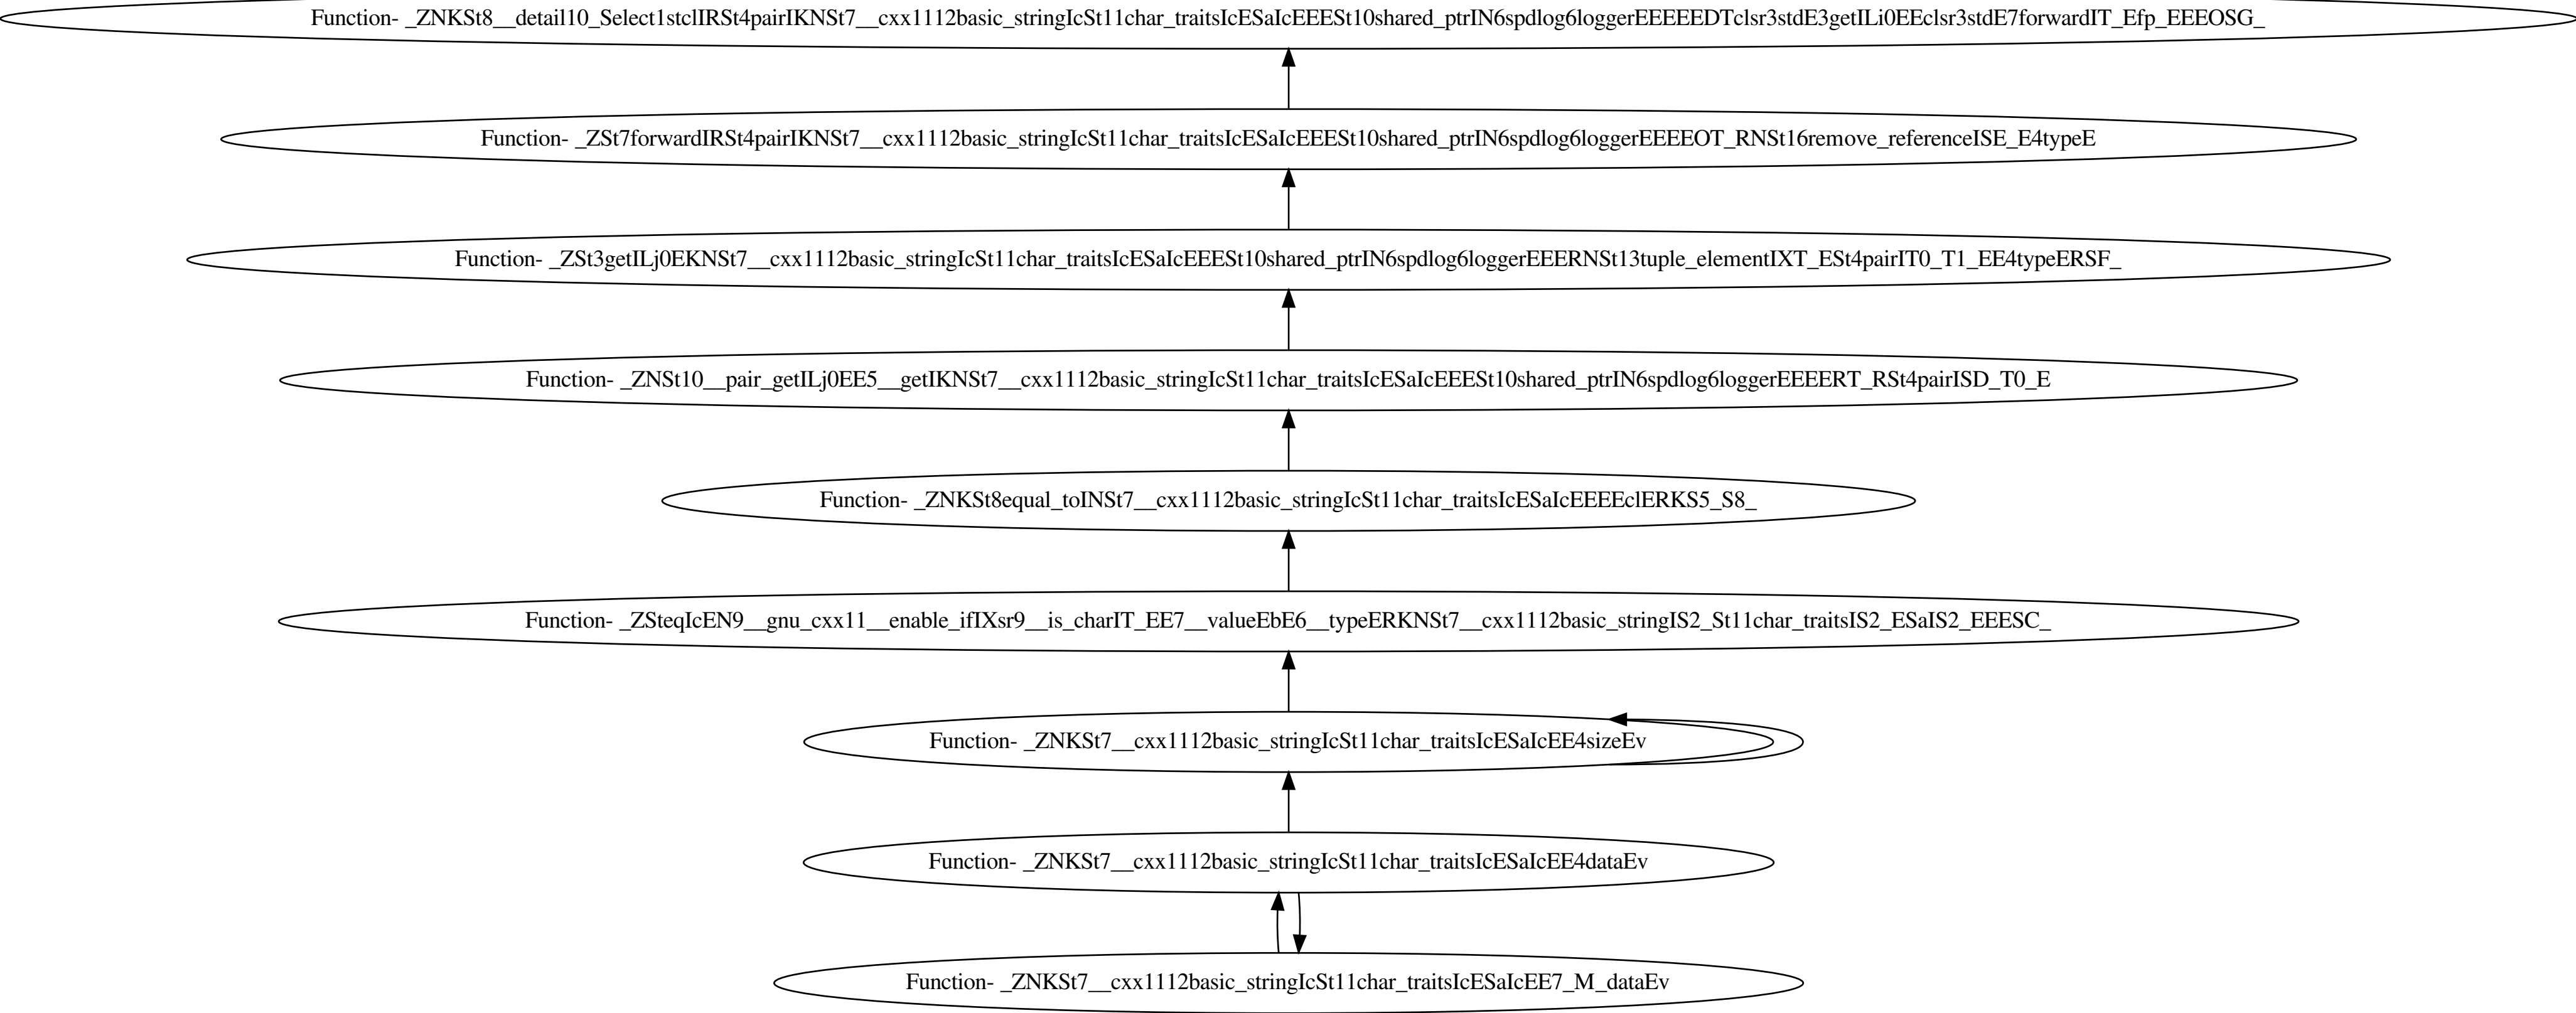 Function- _ZNKSt8__detail10_Select1stclIRSt4pairIKNSt7__cxx1112basic_stringIcSt11char_traitsIcESaIcEEESt10shared_ptrIN6spdlog6loggerEEEEEDTclsr3stdE3getILi0EEclsr3stdE7forwardIT_Efp_EEEOSG_
Function- _ZSt7forwardIRSt4pairIKNSt7__cxx1112basic_stringIcSt11char_traitsIcESaIcEEESt10shared_ptrIN6spdlog6loggerEEEEOT_RNSt16remove_referenceISE_E4typeE
Function- _ZSt3getILj0EKNSt7__cxx1112basic_stringIcSt11char_traitsIcESaIcEEESt10shared_ptrIN6spdlog6loggerEEERNSt13tuple_elementIXT_ESt4pairIT0_T1_EE4typeERSF_
Function- _ZNSt10__pair_getILj0EE5__getIKNSt7__cxx1112basic_stringIcSt11char_traitsIcESaIcEEESt10shared_ptrIN6spdlog6loggerEEEERT_RSt4pairISD_T0_E
Function- _ZNKSt8equal_toINSt7__cxx1112basic_stringIcSt11char_traitsIcESaIcEEEEclERKS5_S8_
Function- _ZSteqIcEN9__gnu_cxx11__enable_ifIXsr9__is_charIT_EE7__valueEbE6__typeERKNSt7__cxx1112basic_stringIS2_St11char_traitsIS2_ESaIS2_EEESC_
Function- _ZNKSt7__cxx1112basic_stringIcSt11char_traitsIcESaIcEE4sizeEv
Function- _ZNKSt7__cxx1112basic_stringIcSt11char_traitsIcESaIcEE4dataEv
Function- _ZNKSt7__cxx1112basic_stringIcSt11char_traitsIcESaIcEE7_M_dataEv